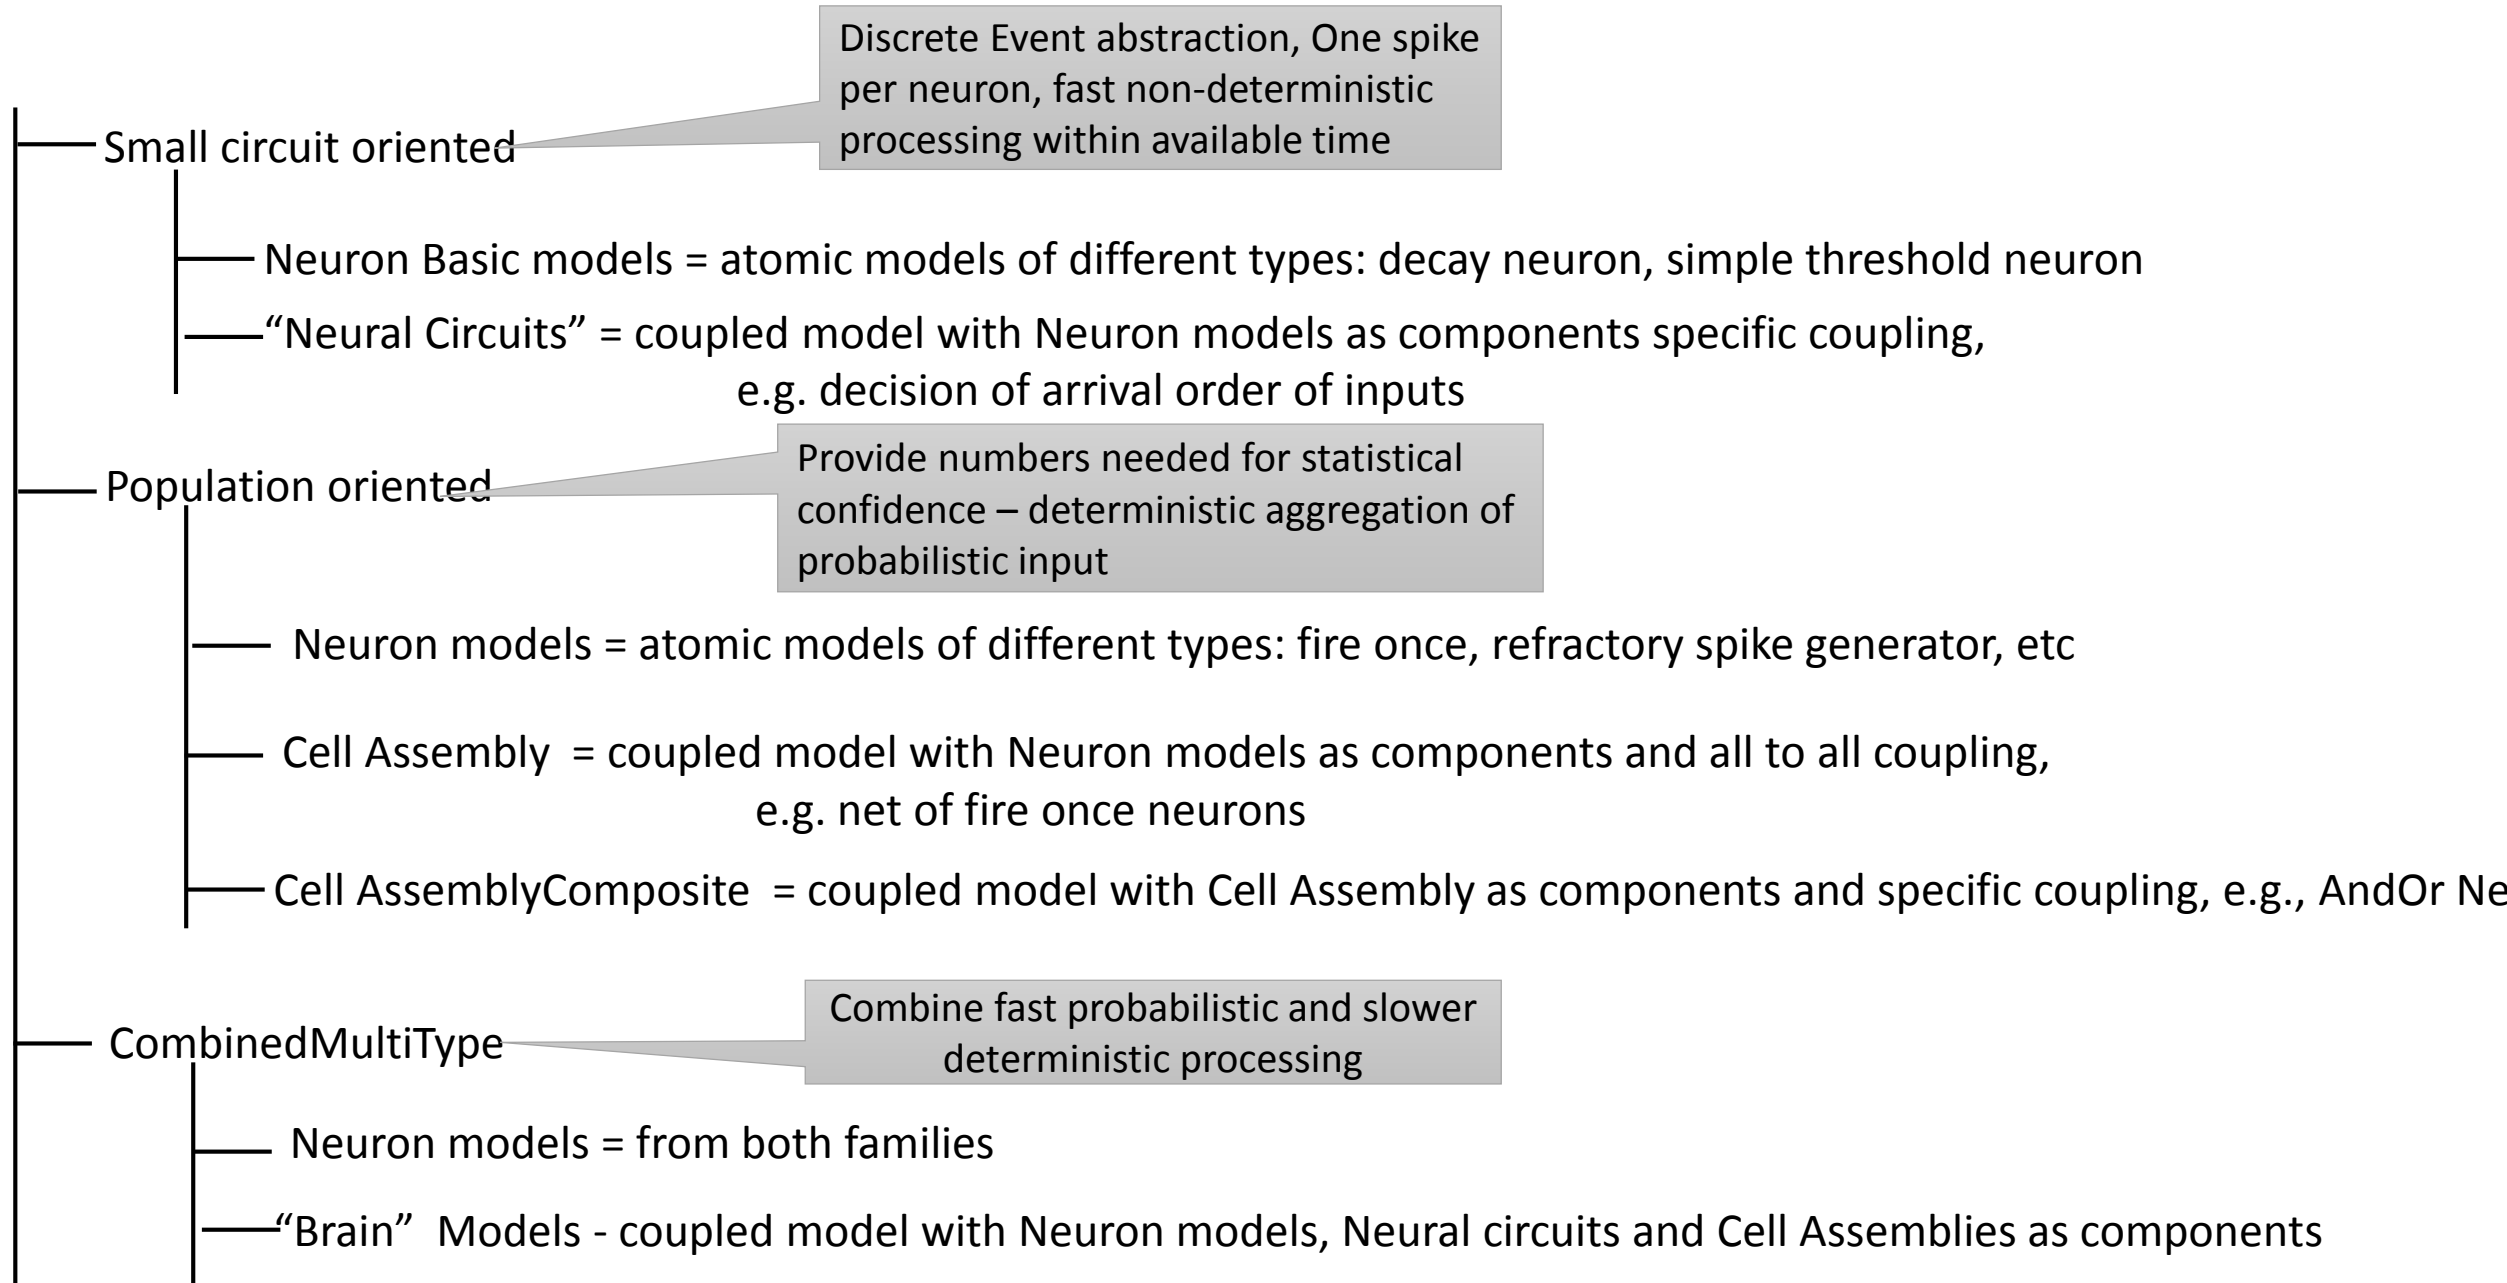 Discrete Event abstraction, One spike
per neuron, fast non-deterministic
processing within available time
Small circuit oriented
Neuron Basic models = atomic models of different types: decay neuron, simple threshold neuron
“Neural Circuits” = coupled model with Neuron models as components specific coupling,
e.g. decision of arrival order of inputs
Provide numbers needed for statistical
confidence – deterministic aggregation of
probabilistic input
Population oriented
Neuron models = atomic models of different types: fire once, refractory spike generator, etc
Cell Assembly = coupled model with Neuron models as components and all to all coupling,
e.g. net of fire once neurons
Cell AssemblyComposite = coupled model with Cell Assembly as components and specific coupling, e.g., AndOr Ne
Combine fast probabilistic and slower
deterministic processing
CombinedMultiType
Neuron models = from both families
“Brain” Models - coupled model with Neuron models, Neural circuits and Cell Assemblies as components